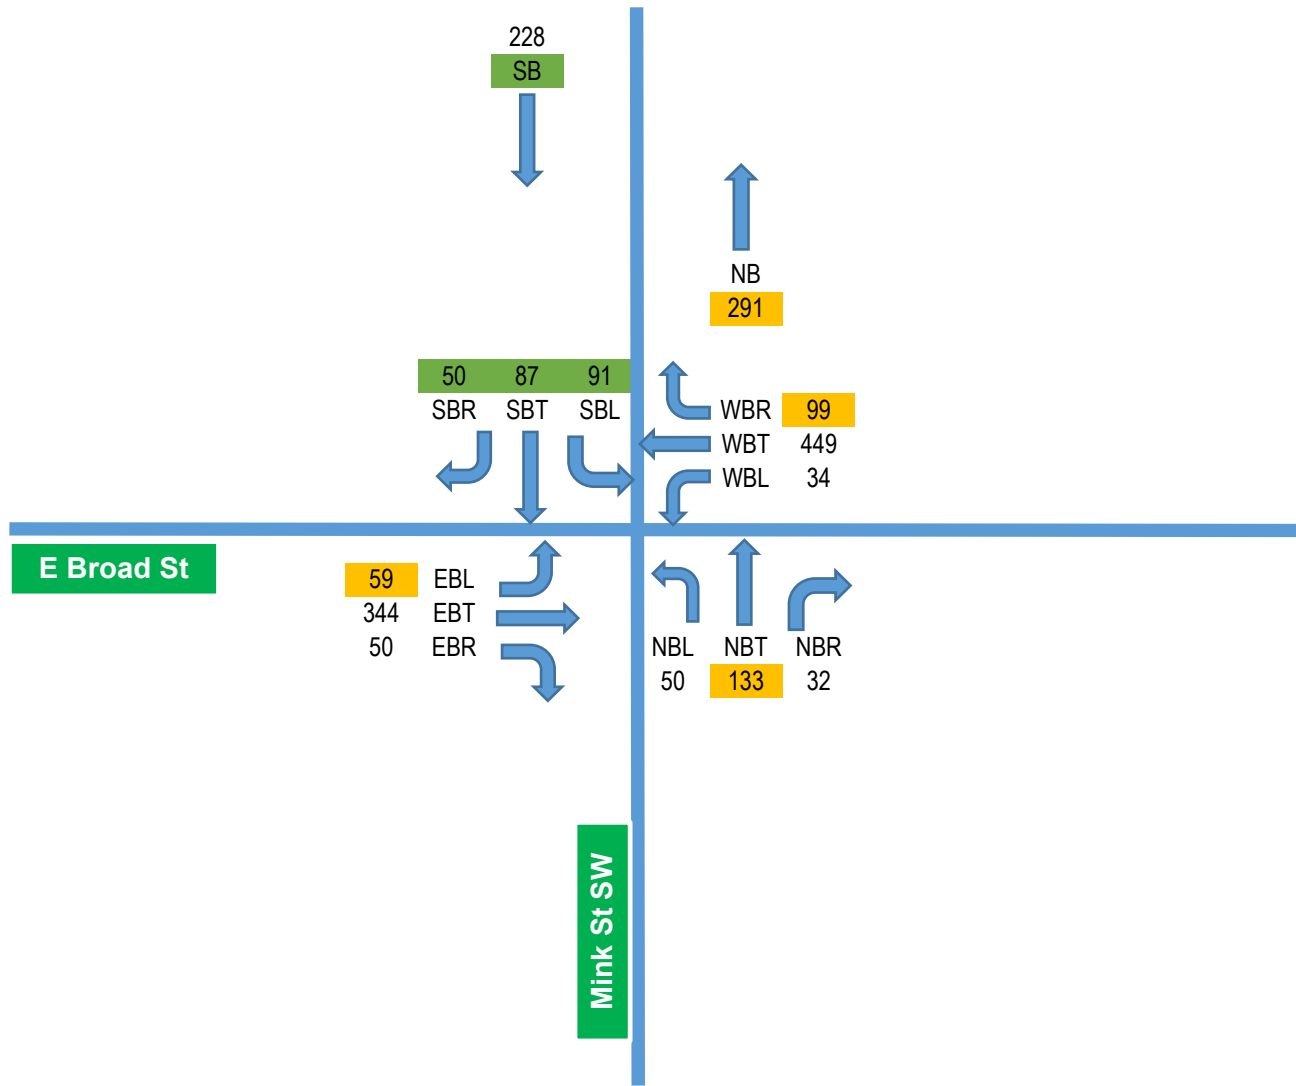 228
SB
NB
291
50 87 91
SBR SBT SBL
WBR 99
WBT 449
WBL 34
E Broad St
59 EBL
344 EBT
50 EBR
NBL NBT NBR
50 133 32
Mink St SW